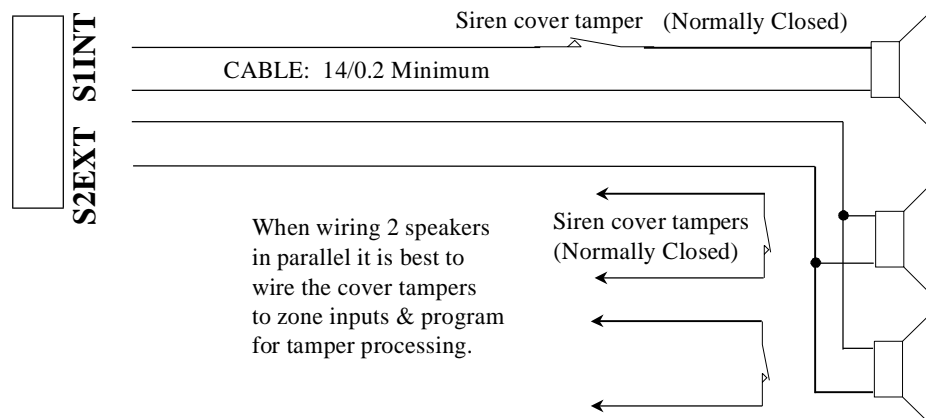 Siren cover tamper (Normally Closed)
S1INT
CABLE: 14/0.2 Minimum
S2EXT
When wiring 2 speakers
in parallel it is best to
wire the cover tampers
to zone inputs & program
for tamper processing.
Siren cover tampers
(Normally Closed)